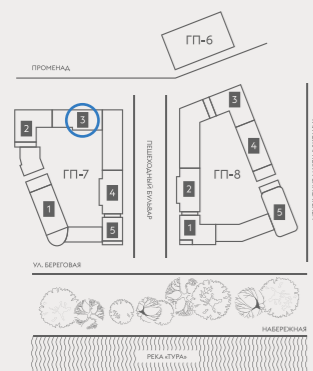 ГП-6
ПРОМЕНАД
3
2
ГП-7
4
1
5
ПЕШЕХОДНЫЙ БУЛЬВАР
3
4
ГП-8
2
5
1
УЛ. БЕРЕГОВАЯ
НАБЕРЕЖНАЯ
РЕКА «ТУРА»